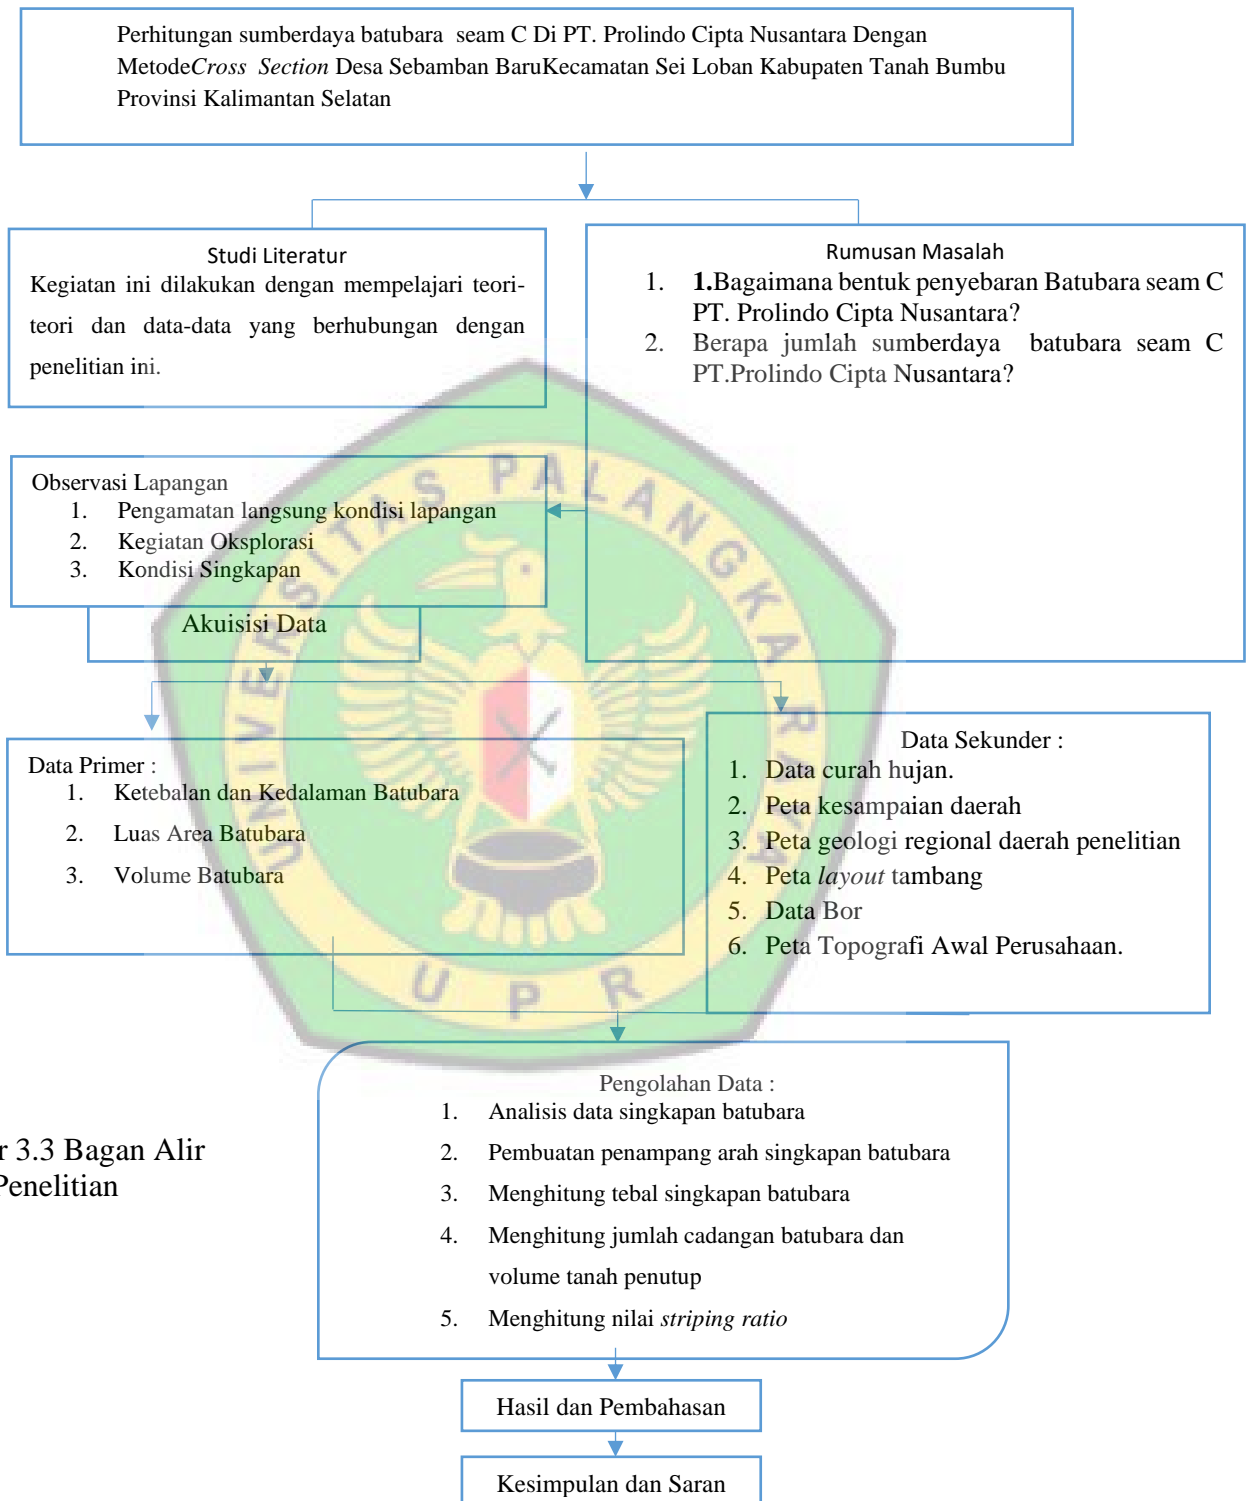 Perhitungan sumberdaya batubara seam C Di PT. Prolindo Cipta Nusantara Dengan
MetodeCross Section Desa Sebamban BaruKecamatan Sei Loban Kabupaten Tanah Bumbu
Provinsi Kalimantan Selatan
Studi Literatur
Kegiatan ini dilakukan dengan mempelajari teori-
teori dan data-data yang berhubungan dengan
penelitian ini.
Rumusan Masalah
1. 1.Bagaimana bentuk penyebaran Batubara seam C
PT. Prolindo Cipta Nusantara?
2. Berapa jumlah sumberdaya batubara seam C
PT.Prolindo Cipta Nusantara?
Observasi Lapangan
1. Pengamatan langsung kondisi lapangan
2. Kegiatan Oksplorasi
3. Kondisi Singkapan
Akuisisi Data
Data Primer :
1. Ketebalan dan Kedalaman Batubara
2. Luas Area Batubara
3. Volume Batubara
Data Sekunder :
1. Data curah hujan.
2. Peta kesampaian daerah
3. Peta geologi regional daerah penelitian
4. Peta layout tambang
5. Data Bor
6. Peta Topografi Awal Perusahaan.
UNIVERSITAS PALANGKA RAYA
UPR
Pengolahan Data :
1. Analisis data singkapan batubara
2. Pembuatan penampang arah singkapan batubara
3. Menghitung tebal singkapan batubara
4. Menghitung jumlah cadangan batubara dan
volume tanah penutup
5. Menghitung nilai striping ratio
r 3.3 Bagan Alir
Penelitian
Hasil dan Pembahasan
Kesimpulan dan Saran